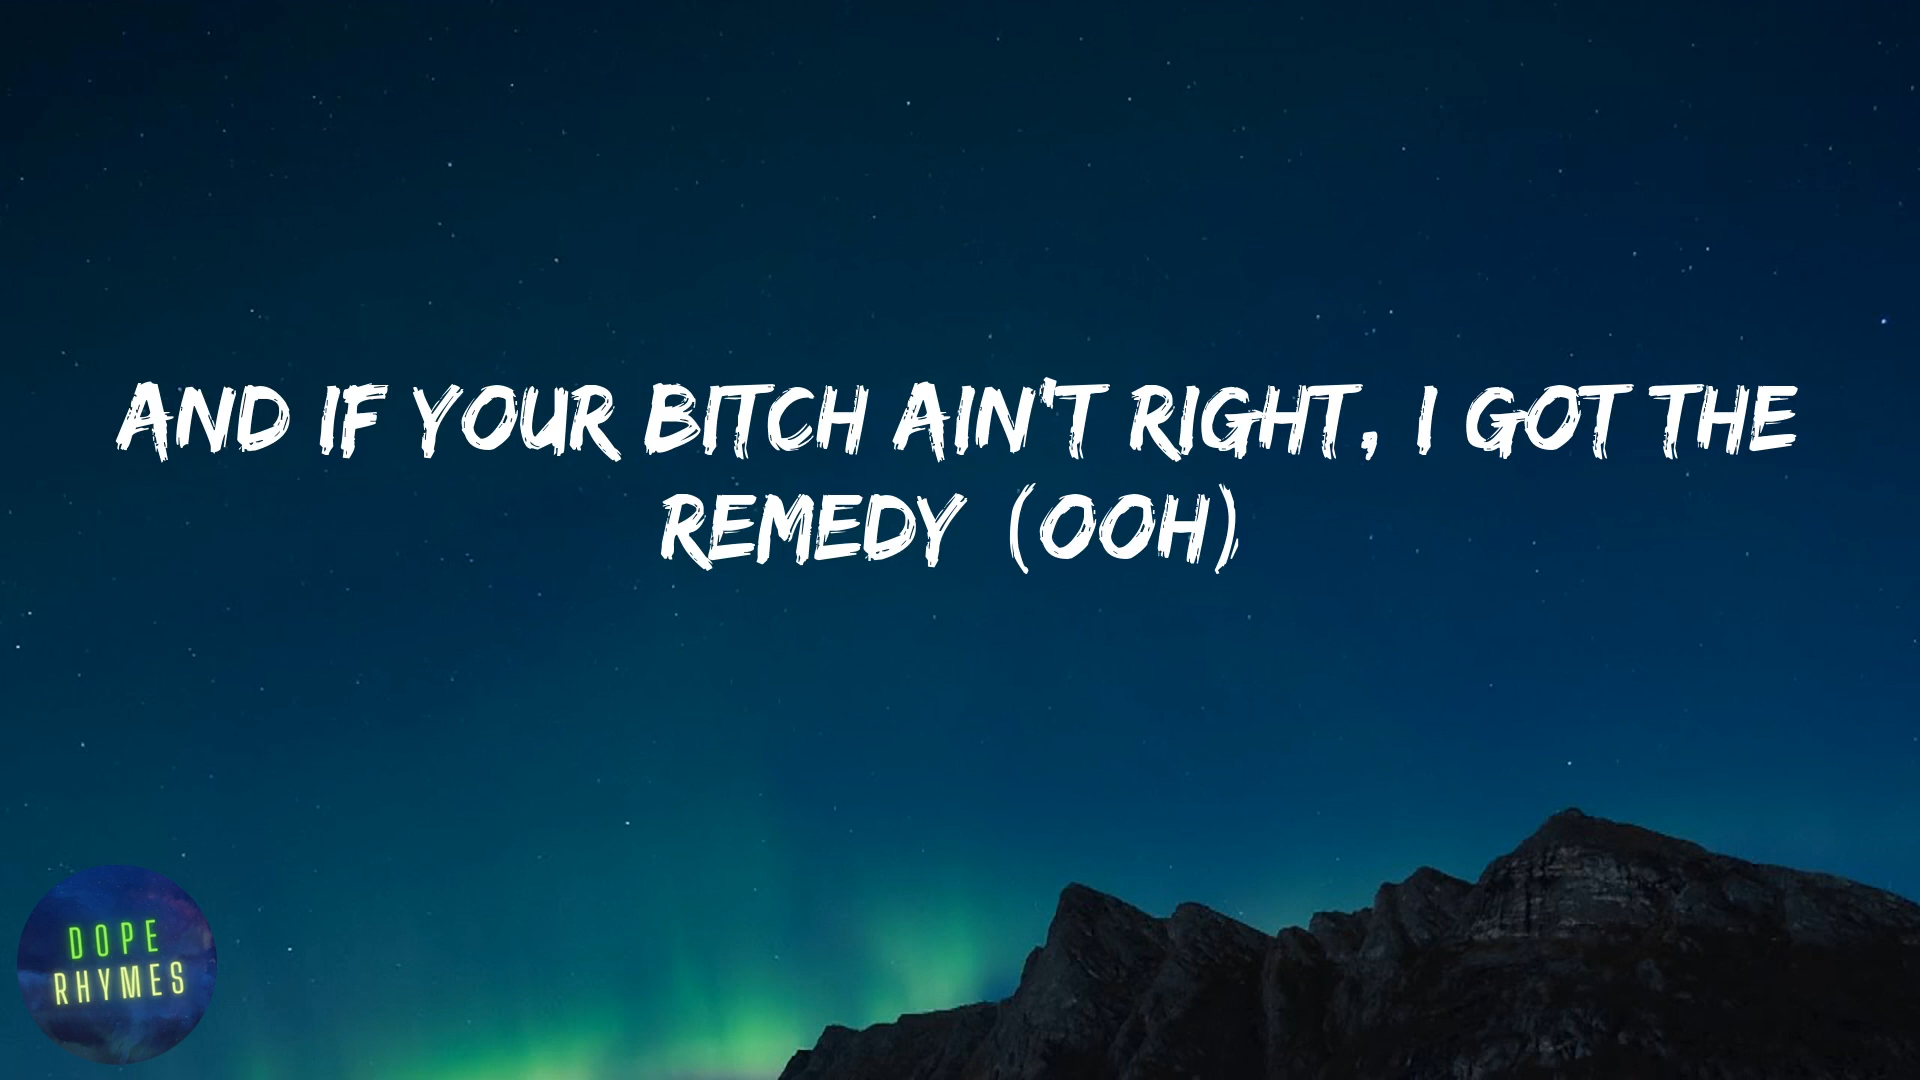 AND IF YOUR BITCH AIN'T RIGHT, I GOT THE
REMEDY (OOH)
DOPE
RHYMES